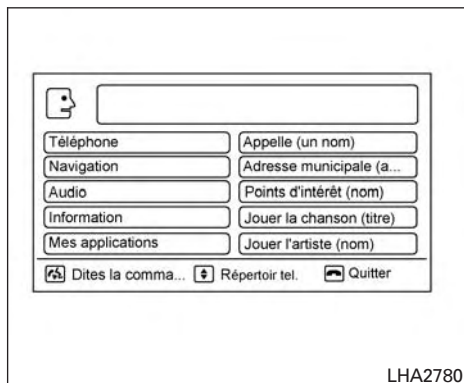 Téléphone Appelle (un nom)
Navigation Adresse municipale (a...
Audio Points d'intérêt (nom)
Information Jouer la chanson (titre)
Mes applications Jouer l'artiste (nom)
Dites la comma... Répertoir tel. Quitter
LHA2780